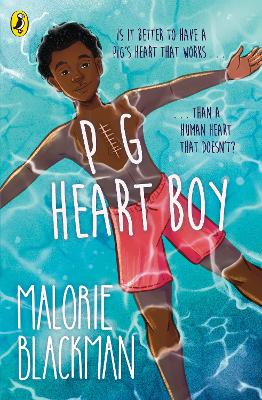 IS IT BETTER TO HAVE A
PIG'S HEART THAT WORKS . . .
. . . THAN A
HUMAN HEART
THAT DOESN'T?
PIG
HEART BOY
MALORIE
BLACKMAN